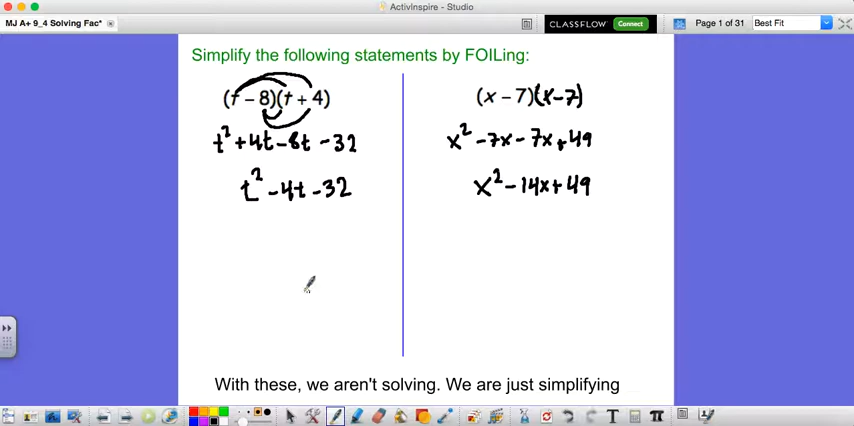 ActivInspire - Studio
MJ A+ 9_4 Solving Fac*
CLASSFLOW Connect
Page 1 of 31
Best Fit
Simplify the following statements by FOILing:
(t − 8)(t + 4)
t² + 4t − 8t − 32
t² − 4t − 32
(x − 7)(x − 7)
x² − 7x − 7x + 49
x² − 14x + 49
With these, we aren't solving. We are just simplifying